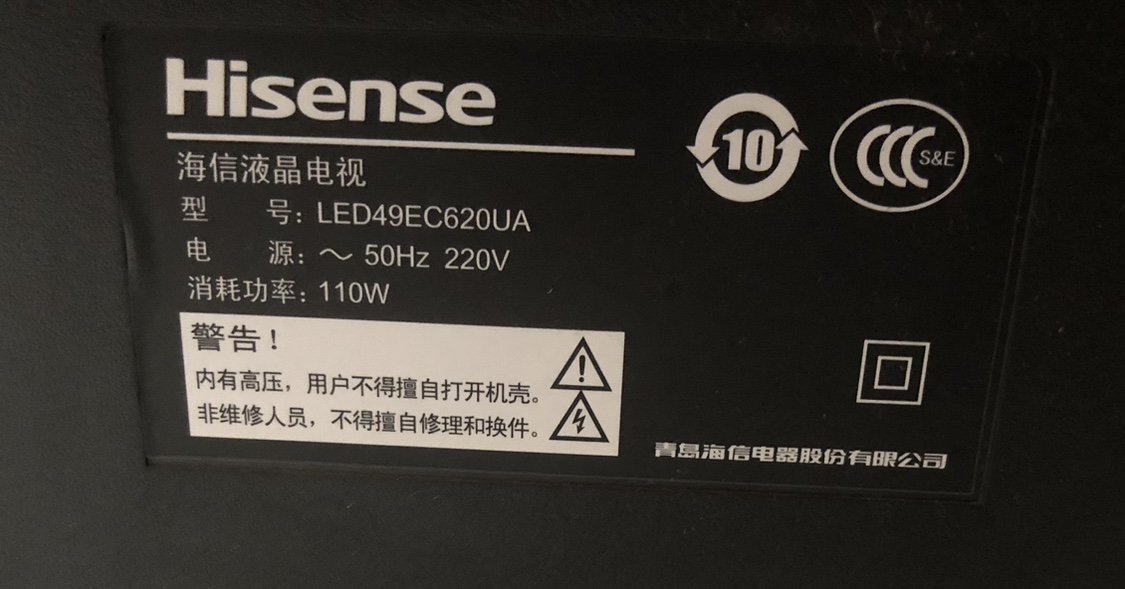 Hisense
海信液晶电视
型 号: LED49EC620UA
电 源: ～ 50Hz 220V
消耗功率: 110W
警告!
内有高压，用户不得擅自打开机壳。
非维修人员，不得擅自修理和换件。
10
CCC S&E
青岛海信电器股份有限公司